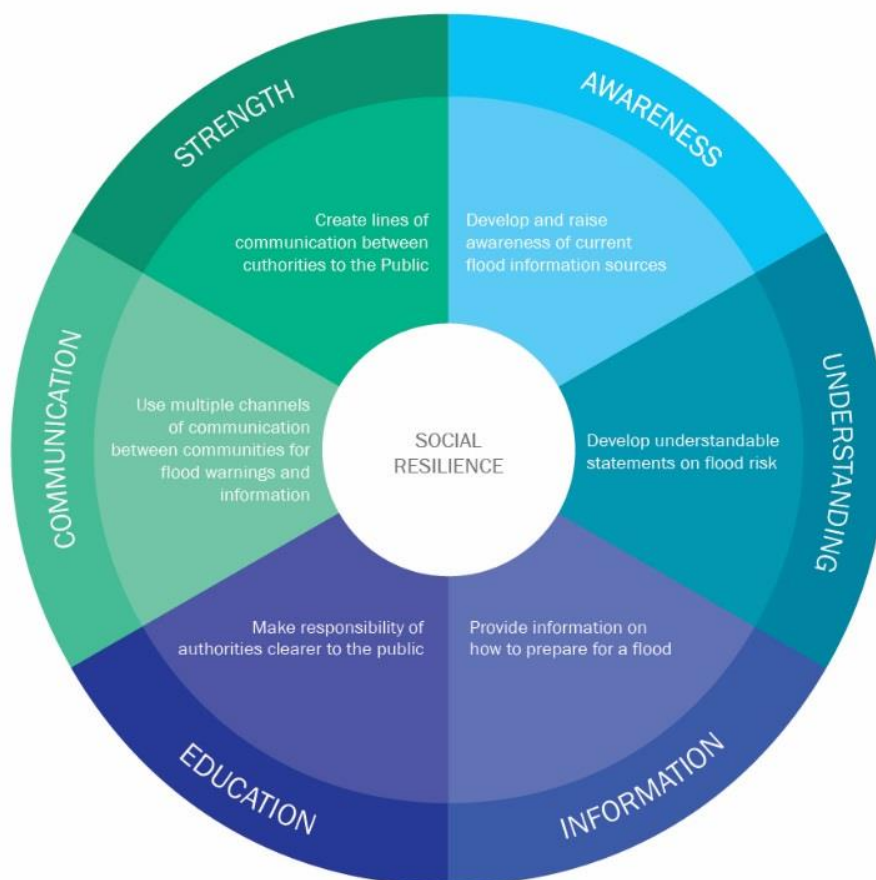 STRENGTH
Create lines of
communication between
cuthorities to the Public
AWARENESS
Develop and raise
awareness of current
flood information sources
UNDERSTANDING
Develop understandable
statements on flood risk
INFORMATION
Provide information on
how to prepare for a flood
EDUCATION
Make responsibility of
authorities clearer to the public
COMMUNICATION
Use multiple channels
of communication
between communities for
flood warnings and
information
SOCIAL
RESILIENCE